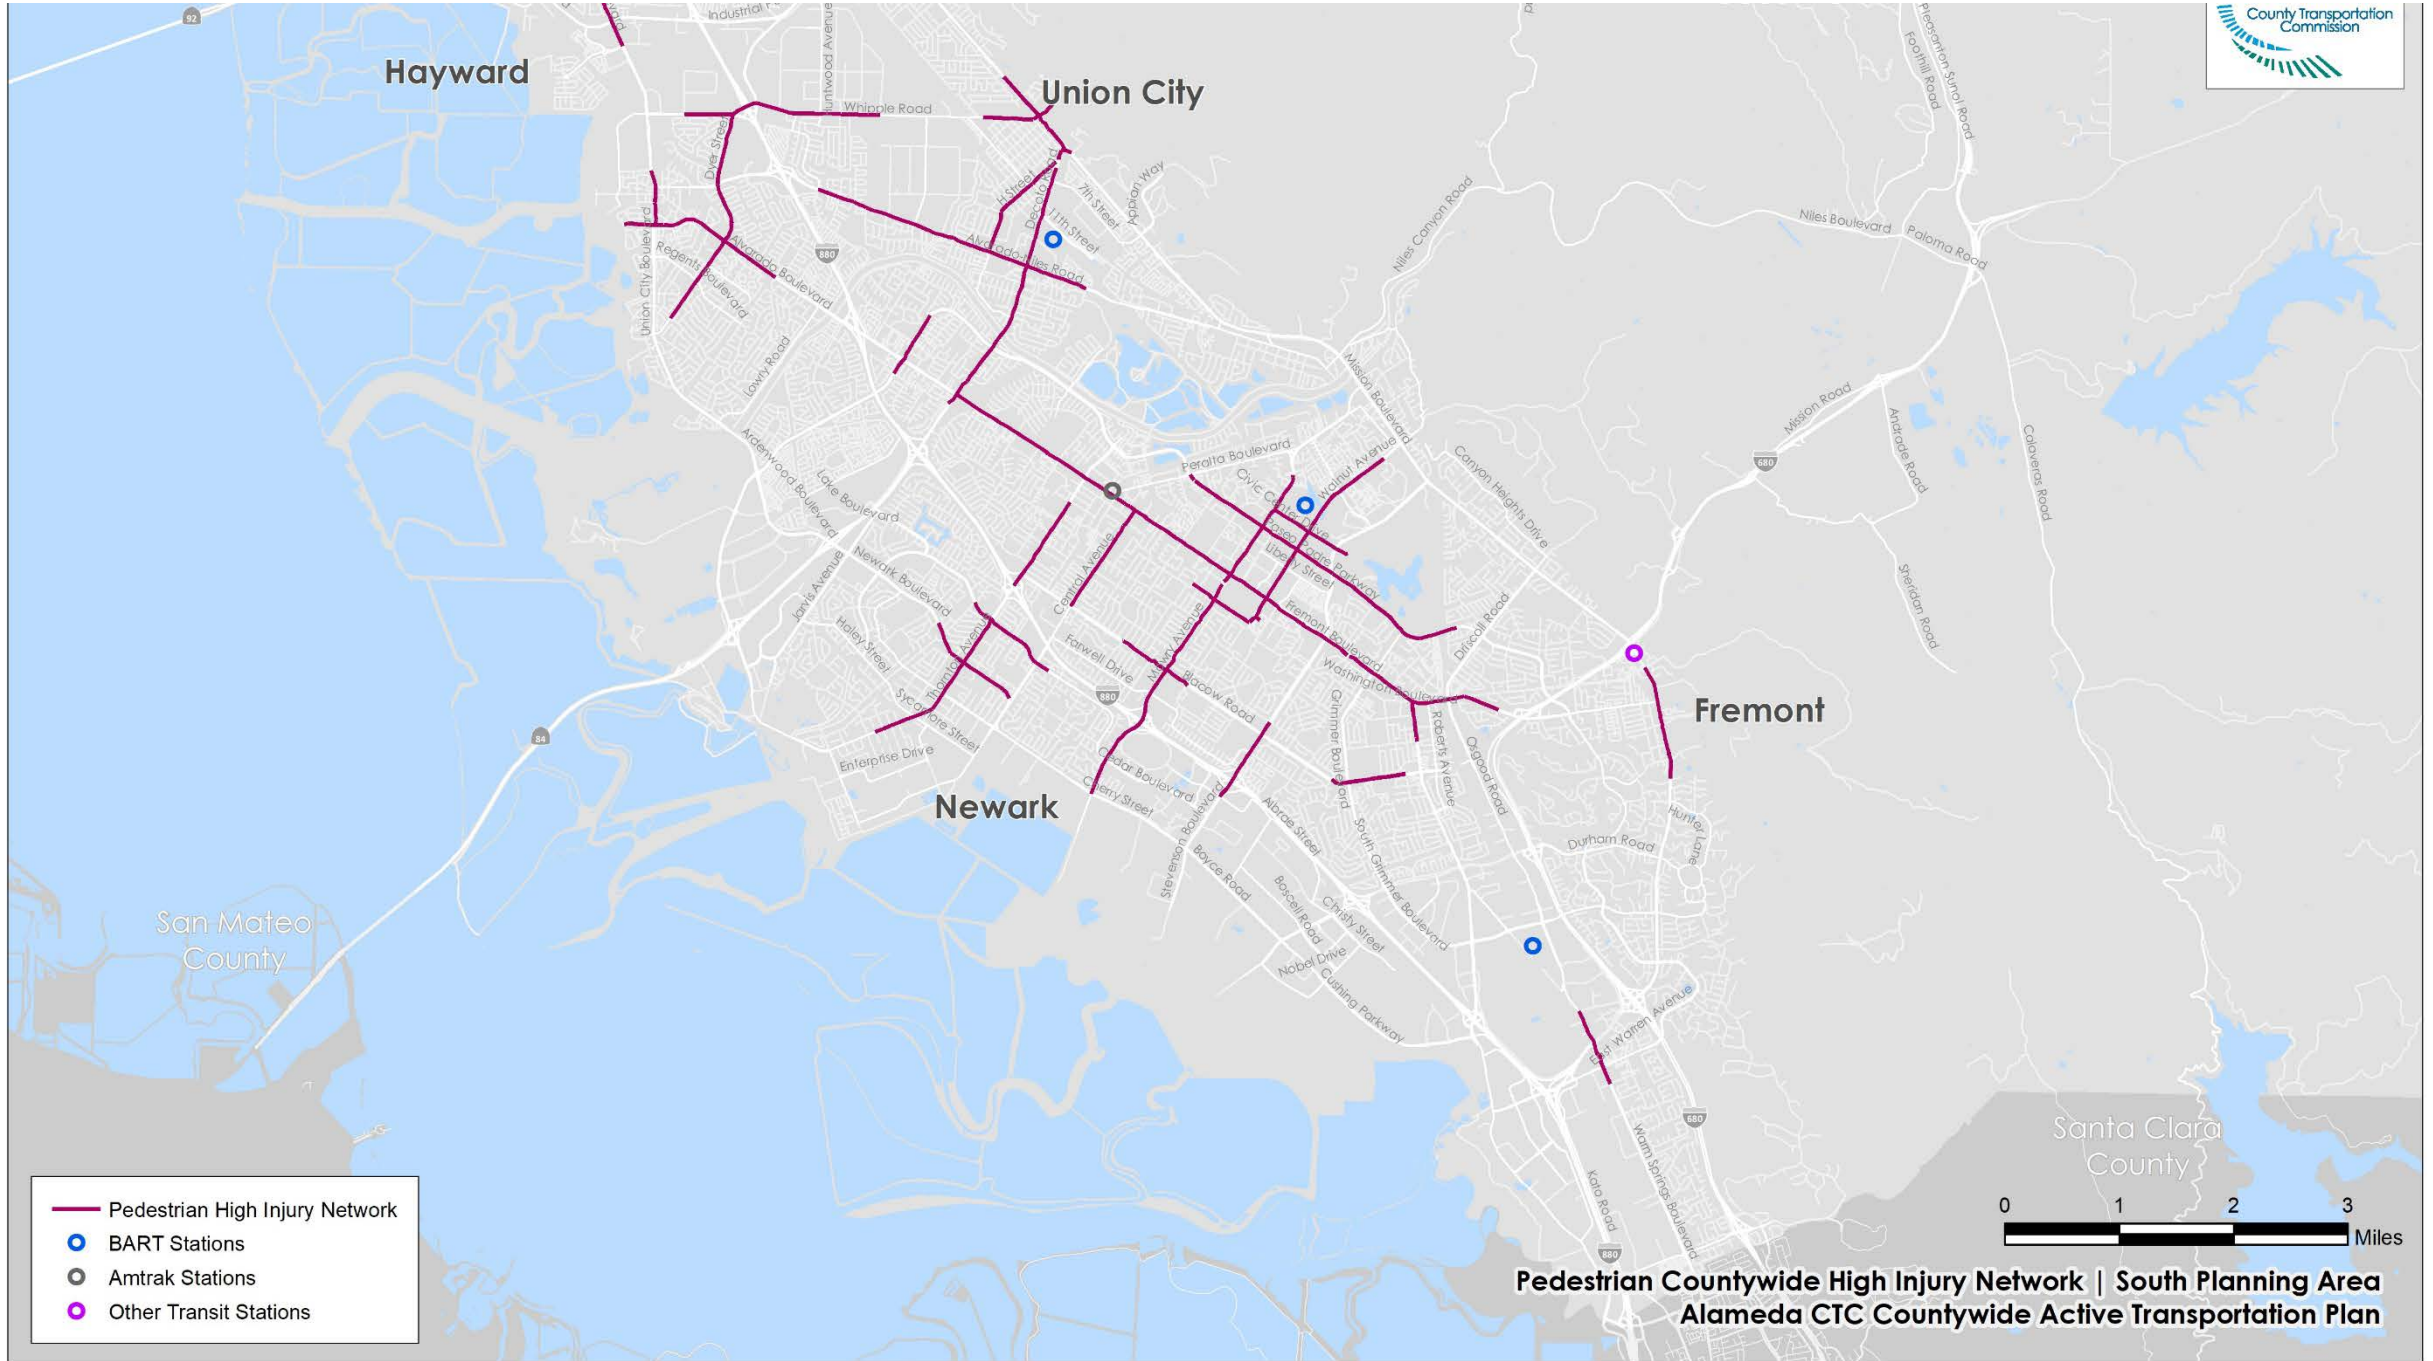 92
Industrial
County Transportation
Commission
Pleasanton Sunol Road
Foothill Road
Hayward
Union City
Huntwood Avenue
Whipple Road
Dyer Street
H Street
Decoto Road
7th Street
11th Street
Appian Way
Niles Canyon Road
Niles Boulevard
Paloma Road
Alvarado-Niles Road
880
Union City Boulevard
Regents Boulevard
Alvarado Boulevard
Lowry Road
Mission Boulevard
Mission Road
Andrade Road
Calaveras Road
680
Peralta Boulevard
Civic Center Drive
Walnut Avenue
Canyon Heights Drive
Ardenwood Boulevard
Lake Boulevard
Paseo Padre Parkway
Liberty Street
Newark Boulevard
Jarvis Avenue
Central Avenue
Sheridan Road
Haley Street
Thornton Avenue
Farwell Drive
Mowry Avenue
Fremont Boulevard
Driscoll Road
Washington Boulevard
Blacow Road
880
Sycamore Street
Grimmer Boulevard
Roberts Avenue
Osgood Road
Fremont
84
Enterprise Drive
Cedar Boulevard
Cherry Street
Newark
Stevenson Boulevard
Albrae Street
South Grimmer Boulevard
Durham Road
Hunter Lane
Boyce Road
Boscell Road
Christy Street
Nobel Drive
Cushing Parkway
San Mateo
County
East Warren Avenue
680
Santa Clara
County
Warm Springs Boulevard
Kato Road
880
Pedestrian High Injury Network
BART Stations
Amtrak Stations
Other Transit Stations
0 1 2 3
Miles
Pedestrian Countywide High Injury Network | South Planning Area
Alameda CTC Countywide Active Transportation Plan